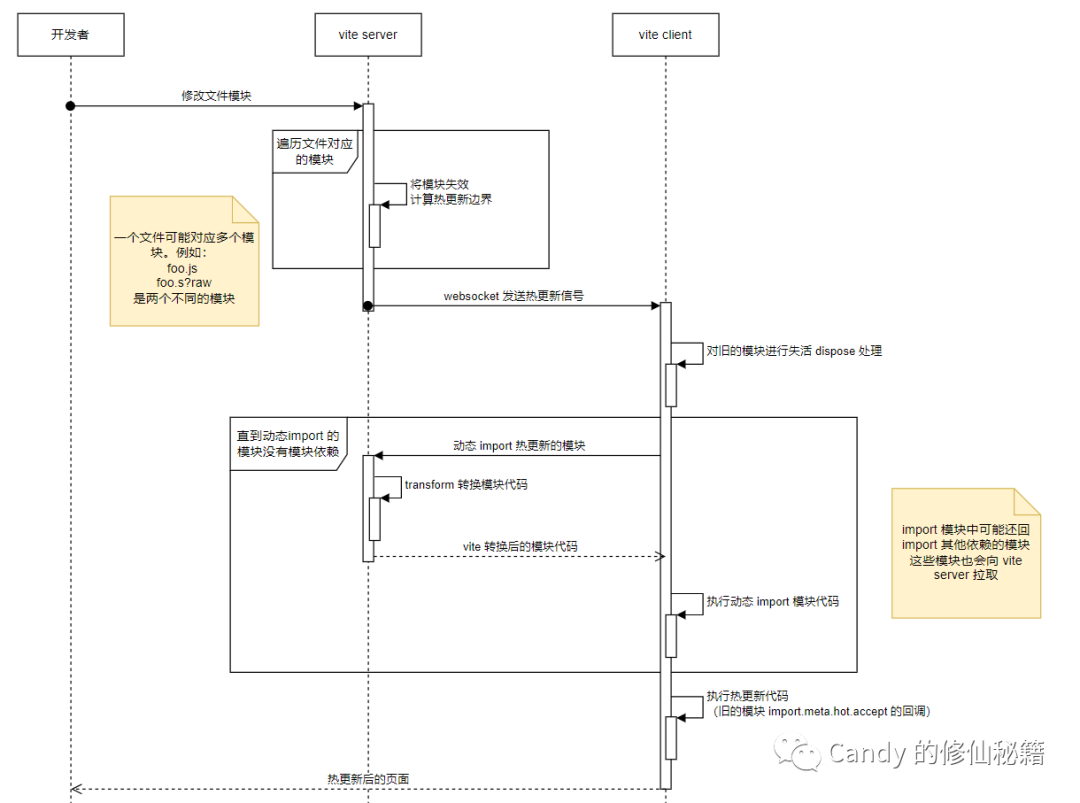 开发者
vite server
vite client
修改文件模块
遍历文件对应
的模块
将模块失效
计算热更新边界
一个文件可能对应多个模
块。例如：
foo.js
foo.s?raw
是两个不同的模块
websocket 发送热更新信号
对旧的模块进行失活 dispose 处理
直到动态import 的
模块没有模块依赖
动态 import 热更新的模块
transform 转换模块代码
vite 转换后的模块代码
import 模块中可能还回
import 其他依赖的模块
这些模块也会向 vite
server 拉取
执行动态 import 模块代码
执行热更新代码
（旧的模块 import.meta.hot.accept 的回调）
Candy 的修仙秘籍
热更新后的页面